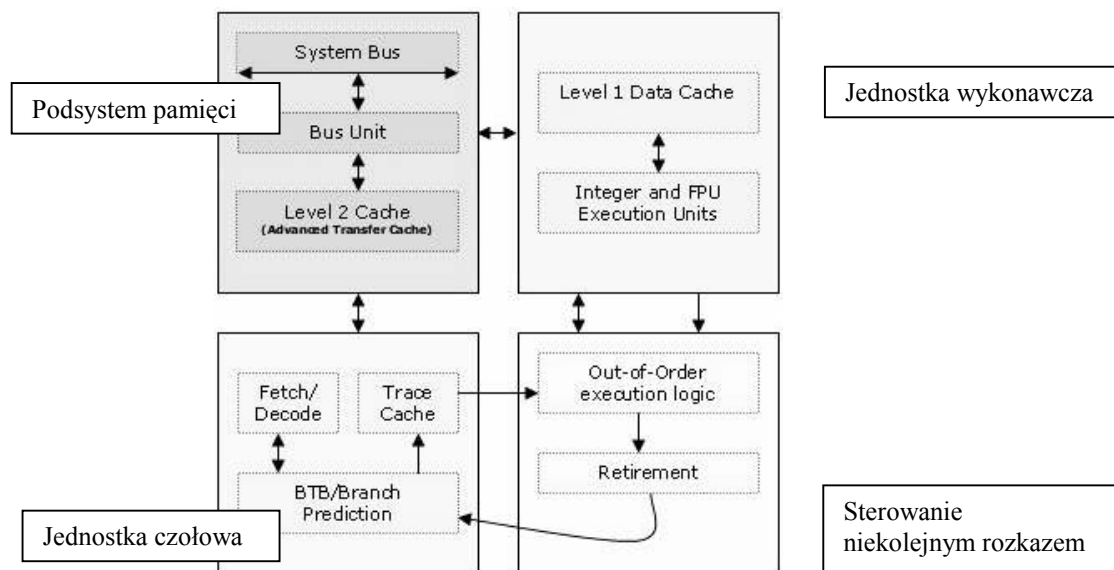 System Bus
Podsystem pamięci
Bus Unit
Level 2 Cache
(Advanced Transfer Cache)
Level 1 Data Cache
Integer and FPU
Execution Units
Jednostka wykonawcza
Fetch/
Decode
Trace
Cache
BTB/Branch
Prediction
Jednostka czołowa
Out-of-Order
execution logic
Retirement
Sterowanie
niekolejnym rozkazem